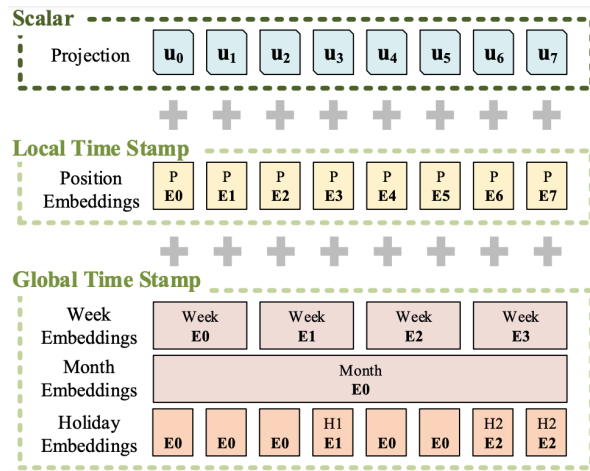 Scalar
Projection u0 u1 u2 u3 u4 u5 u6 u7
Local Time Stamp
Position Embeddings
P P P P P P P P
E0 E1 E2 E3 E4 E5 E6 E7
Global Time Stamp
Week Embeddings
Week Week Week Week
E0 E1 E2 E3
Month Embeddings
Month
E0
Holiday Embeddings
H1 H2 H2
E0 E0 E0 E1 E0 E0 E2 E2